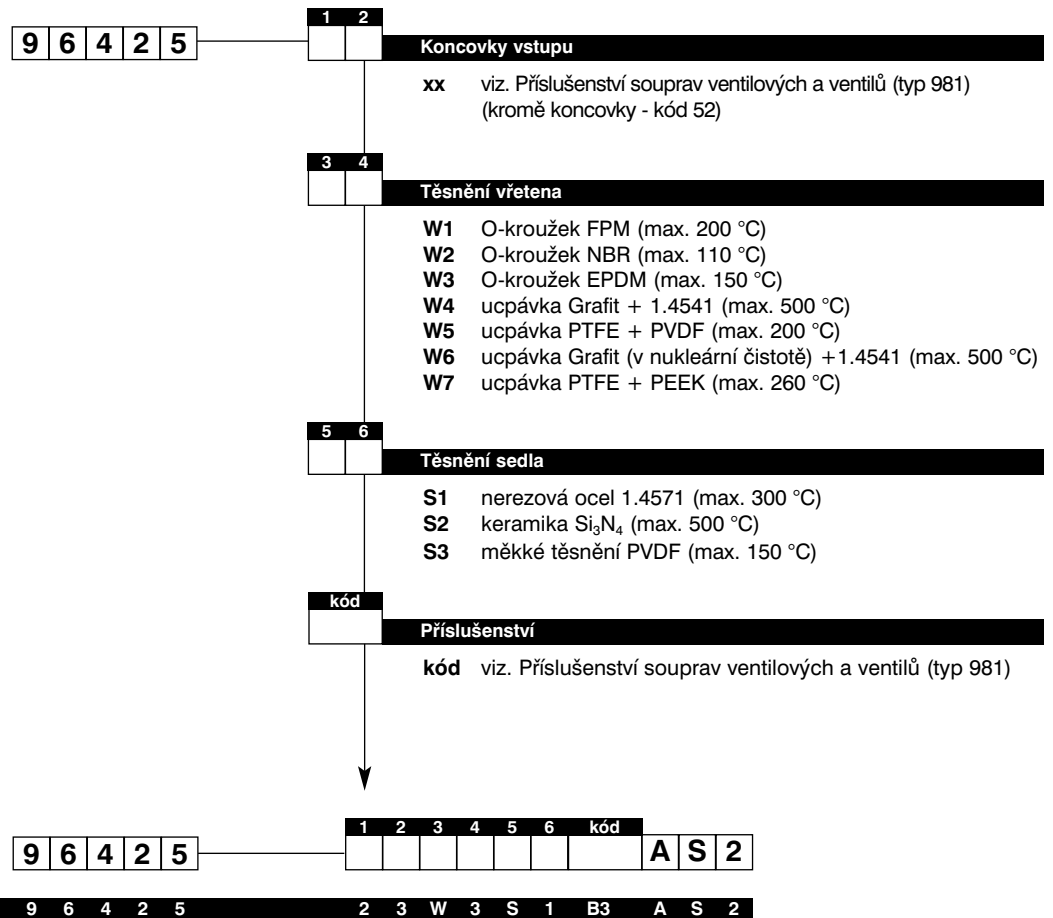 1 2
9 6 4 2 5
Koncovky vstupu
xx viz. Příslušenství souprav ventilových a ventilů (typ 981)
(kromě koncovky - kód 52)
3 4
Těsnění vřetena
W1 O-kroužek FPM (max. 200 °C)
W2 O-kroužek NBR (max. 110 °C)
W3 O-kroužek EPDM (max. 150 °C)
W4 ucpávka Grafit + 1.4541 (max. 500 °C)
W5 ucpávka PTFE + PVDF (max. 200 °C)
W6 ucpávka Grafit (v nukleární čistotě) +1.4541 (max. 500 °C)
W7 ucpávka PTFE + PEEK (max. 260 °C)
5 6
Těsnění sedla
S1 nerezová ocel 1.4571 (max. 300 °C)
S2 keramika Si₃N₄ (max. 500 °C)
S3 měkké těsnění PVDF (max. 150 °C)
kód
Příslušenství
kód viz. Příslušenství souprav ventilových a ventilů (typ 981)
1 2 3 4 5 6 kód
9 6 4 2 5 A S 2
9 6 4 2 5 2 3 W 3 S 1 B3 A S 2